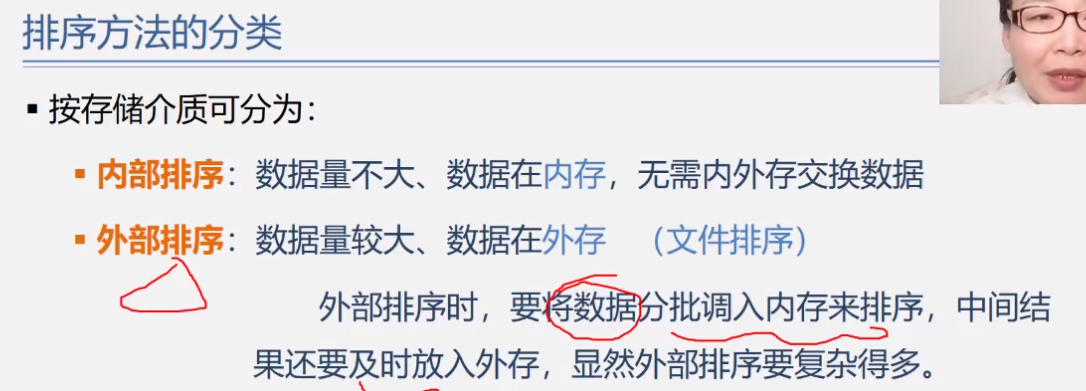 排序方法的分类
▪ 按存储介质可分为：
▪ 内部排序：数据量不大、数据在内存，无需内外存交换数据
▪ 外部排序：数据量较大、数据在外存 （文件排序）
外部排序时，要将数据分批调入内存来排序，中间结
果还要及时放入外存，显然外部排序要复杂得多。